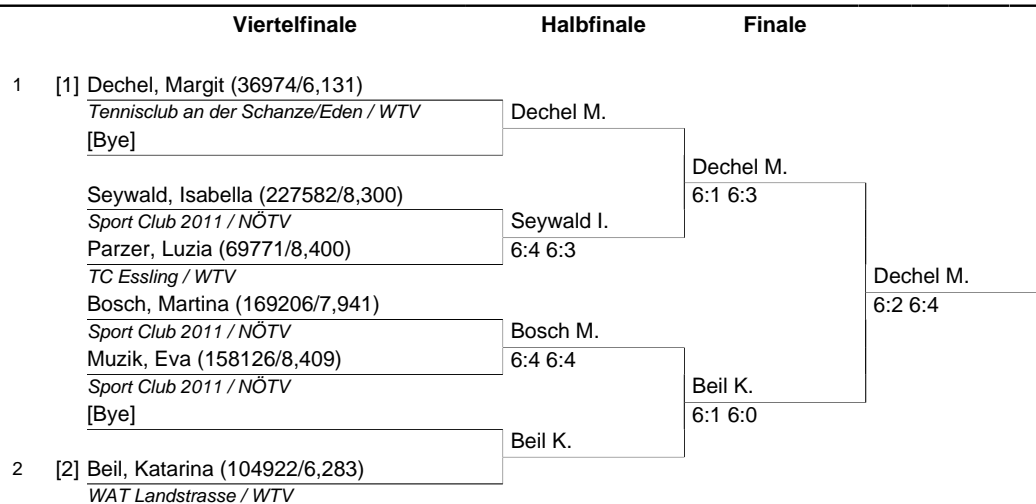 Viertelfinale Halbfinale Finale
1 [1] Dechel, Margit (36974/6,131)
Tennisclub an der Schanze/Eden / WTV Dechel M.
[Bye]
Dechel M.
Seywald, Isabella (227582/8,300) 6:1 6:3
Sport Club 2011 / NÖTV Seywald I.
Parzer, Luzia (69771/8,400) 6:4 6:3
TC Essling / WTV Dechel M.
Bosch, Martina (169206/7,941) 6:2 6:4
Sport Club 2011 / NÖTV Bosch M.
Muzik, Eva (158126/8,409) 6:4 6:4
Sport Club 2011 / NÖTV Beil K.
[Bye] 6:1 6:0
Beil K.
2 [2] Beil, Katarina (104922/6,283)
WAT Landstrasse / WTV